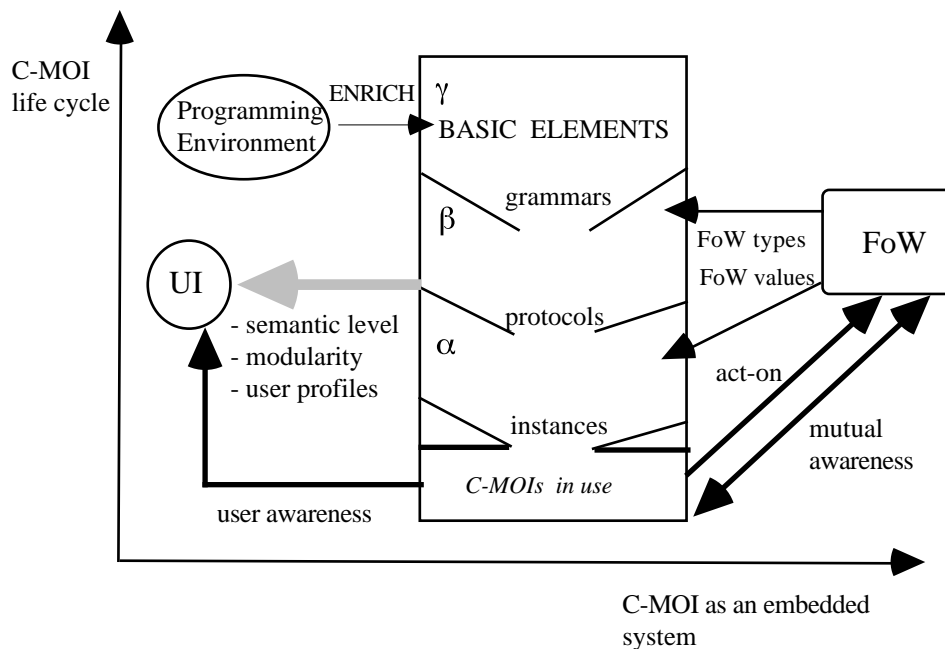 C-MOI
life cycle
Programming
Environment
ENRICH
γ
BASIC ELEMENTS
grammars
β
FoW types
FoW values
FoW
UI
- semantic level
- modularity
- user profiles
protocols
α
act-on
instances
mutual
awareness
C-MOIs in use
user awareness
C-MOI as an embedded
system